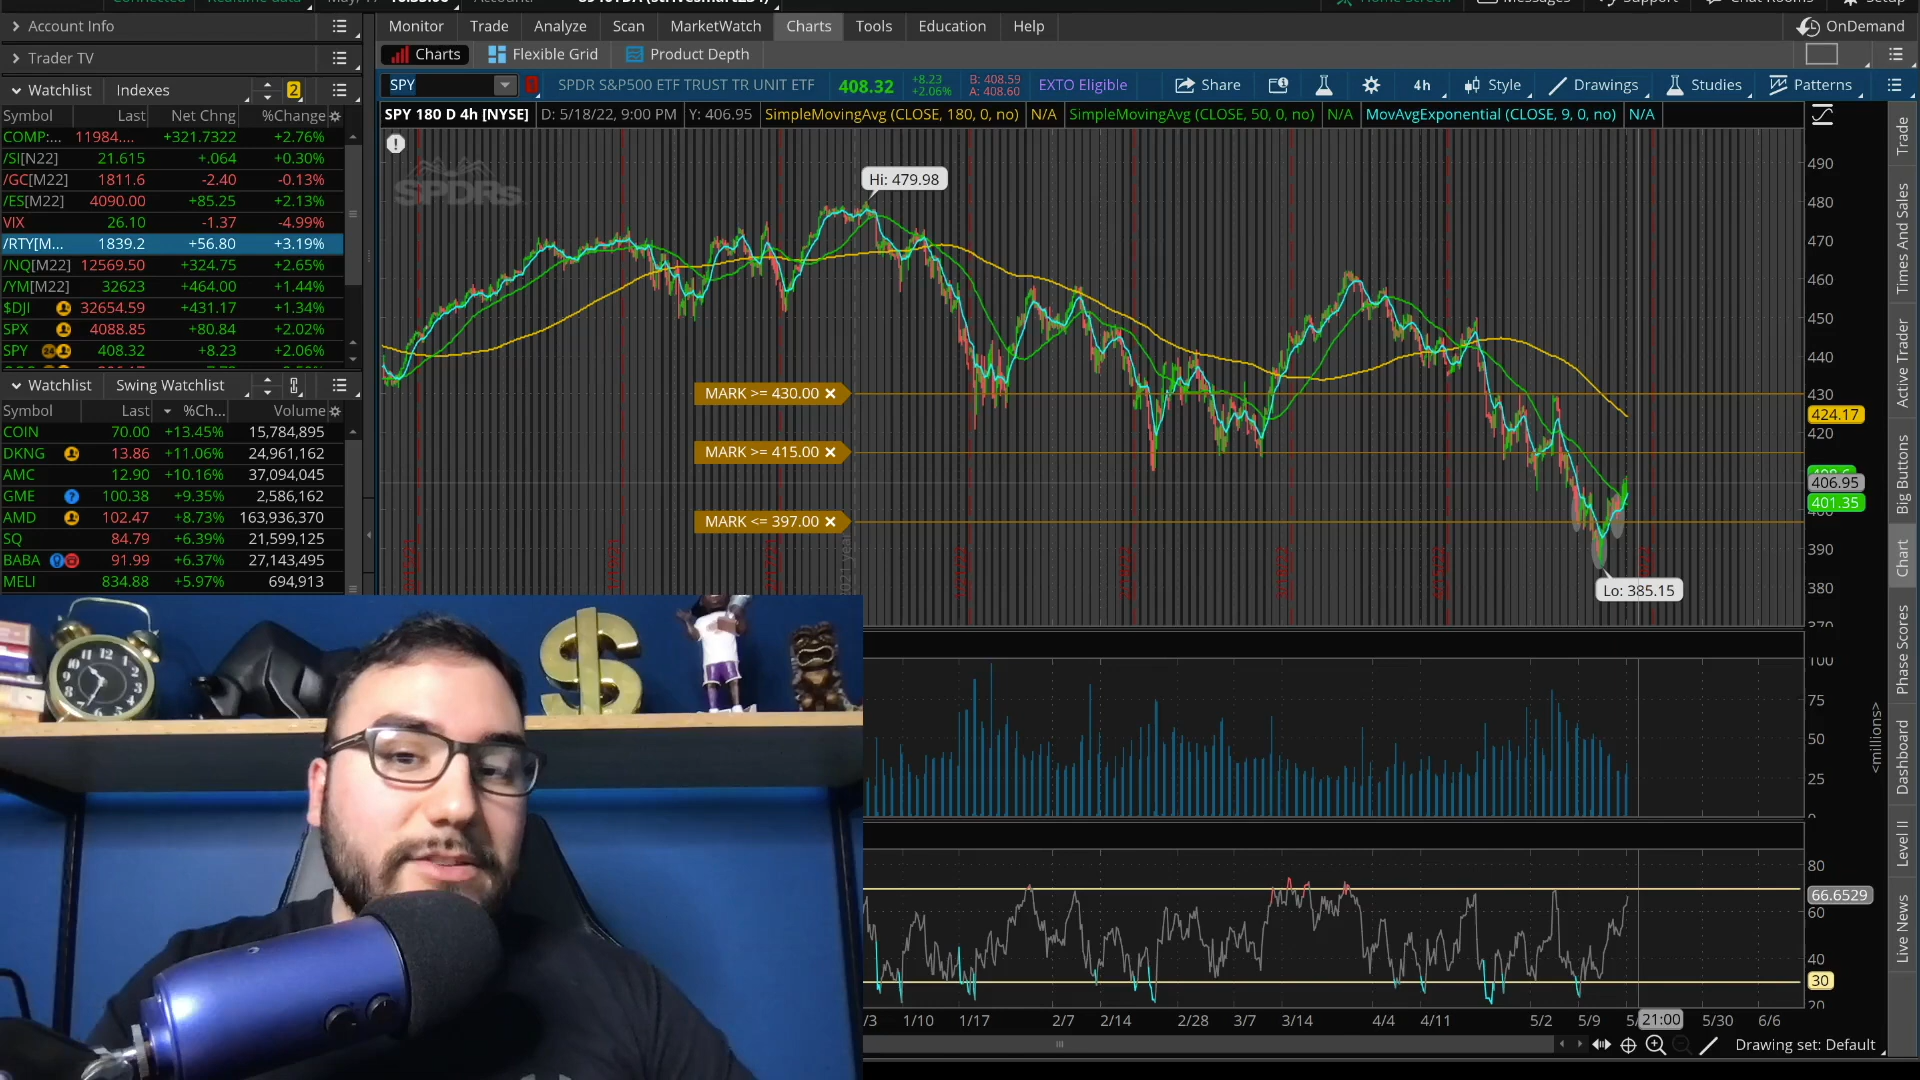 Account Info
Trader TV
Monitor Trade Analyze Scan MarketWatch Charts Tools Education Help
OnDemand
Charts Flexible Grid Product Depth
Watchlist Indexes 2
SPY SPDR S&P500 ETF TRUST TR UNIT ETF 408.32 +8.23 +2.06% B: 408.59 A: 408.60 EXTO Eligible Share 4h Style Drawings Studies Patterns
SPY 180 D 4h [NYSE] D: 5/18/22, 9:00 PM Y: 406.95 SimpleMovingAvg (CLOSE, 180, 0, no) N/A SimpleMovingAvg (CLOSE, 50, 0, no) N/A MovAvgExponential (CLOSE, 9, 0, no) N/A
Symbol Last Net Chng %Change
COMP:... 11984.... +321.7322 +2.76%
/SI[N22] 21.615 +.064 +0.30%
/GC[M22] 1811.6 -2.40 -0.13%
/ES[M22] 4090.00 +85.25 +2.13%
VIX 26.10 -1.37 -4.99%
/RTY[M... 1839.2 +56.80 +3.19%
/NQ[M22] 12569.50 +324.75 +2.65%
/YM[M22] 32623 +464.00 +1.44%
$DJI 32654.59 +431.17 +1.34%
SPX 4088.85 +80.84 +2.02%
SPY 408.32 +8.23 +2.06%
Watchlist Swing Watchlist
Symbol Last %Ch... Volume
COIN 70.00 +13.45% 15,784,895
DKNG 13.86 +11.06% 24,961,162
AMC 12.90 +10.16% 37,094,045
GME 100.38 +9.35% 2,586,162
AMD 102.47 +8.73% 163,936,370
SQ 84.79 +6.39% 21,599,125
BABA 91.99 +6.37% 27,143,495
MELI 834.88 +5.97% 694,913
SPDRs
Hi: 479.98
MARK >= 430.00
MARK >= 415.00
MARK <= 397.00
Lo: 385.15
490
480
470
460
450
440
430
424.17
420
406.95
401.35
390
380
100
75
50
25
<millions>
80
66.6529
60
40
30
20
1/10 1/17 2/7 2/14 2/28 3/7 3/14 4/4 4/11 5/2 5/9 21:00 5/30 6/6
Drawing set: Default
Trade
Times And Sales
Active Trader
Big Buttons
Chart
Phase Scores
Dashboard
Level II
Live News
$